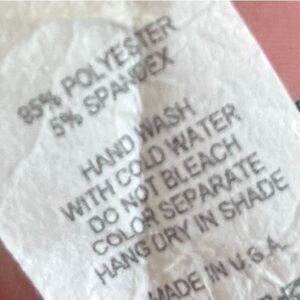 95% POLYESTER
5% SPANDEX
HAND WASH
WITH COLD WATER
DO NOT BLEACH
COLOR SEPARATE
HANG DRY IN SHADE
MADE IN U.S.A.